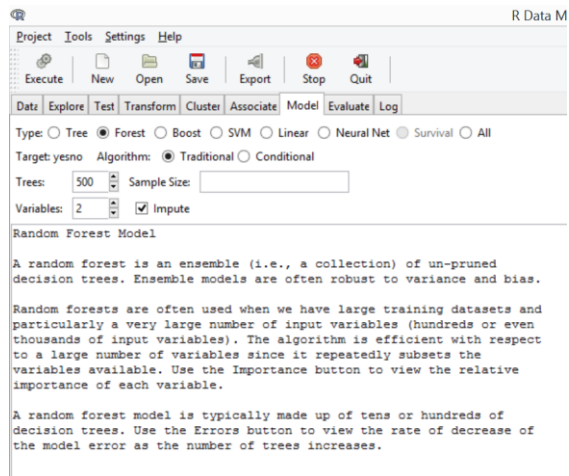 R Data M
Project Tools Settings Help
Execute New Open Save Export Stop Quit
Data Explore Test Transform Cluster Associate Model Evaluate Log
Type: Tree Forest Boost SVM Linear Neural Net Survival All
Target: yesno Algorithm: Traditional Conditional
Trees: 500 Sample Size:
Variables: 2 Impute
Random Forest Model
A random forest is an ensemble (i.e., a collection) of un-pruned
decision trees. Ensemble models are often robust to variance and bias.
Random forests are often used when we have large training datasets and
particularly a very large number of input variables (hundreds or even
thousands of input variables). The algorithm is efficient with respect
to a large number of variables since it repeatedly subsets the
variables available. Use the Importance button to view the relative
importance of each variable.
A random forest model is typically made up of tens or hundreds of
decision trees. Use the Errors button to view the rate of decrease of
the model error as the number of trees increases.